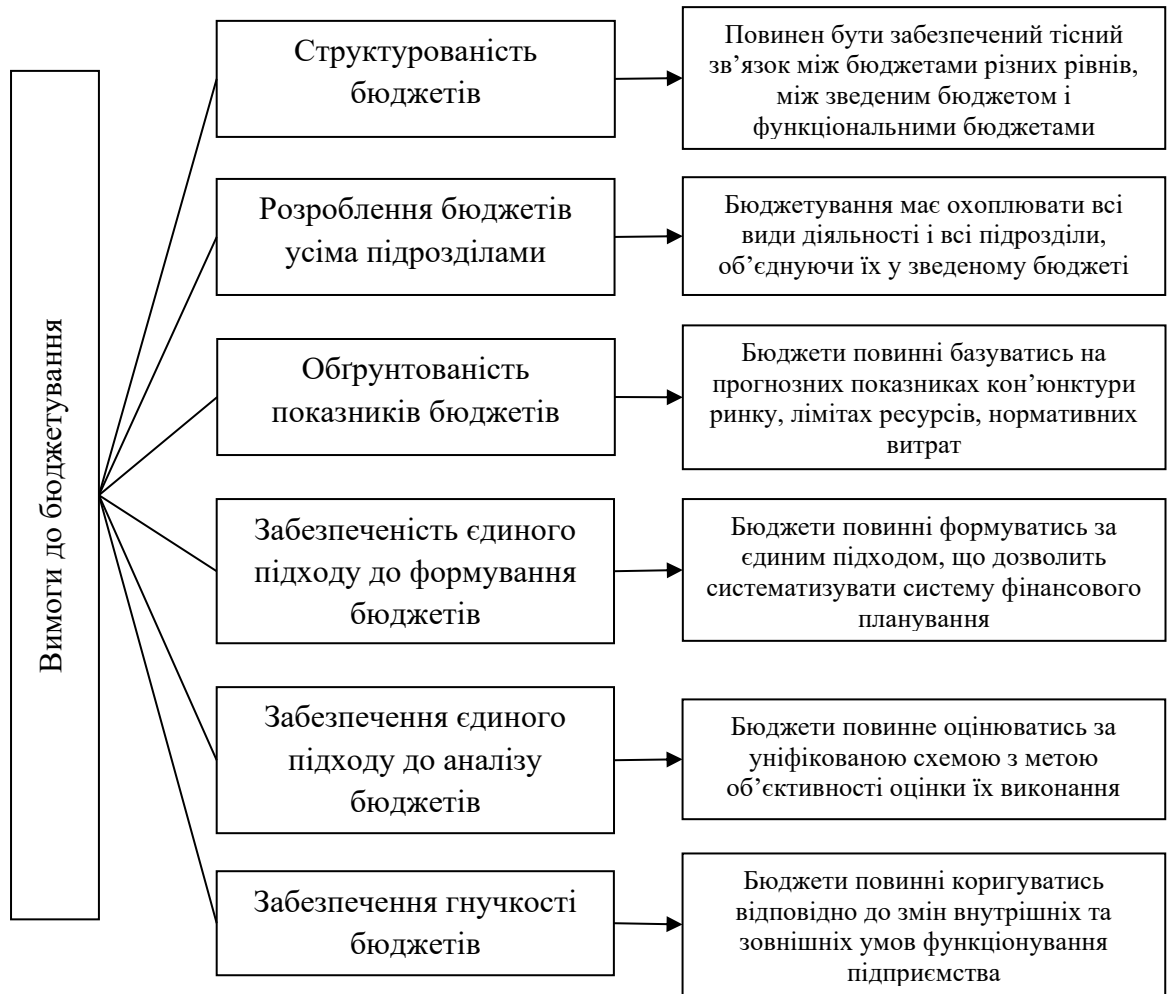 Вимоги до бюджетування
Структурованість
бюджетів
Повинен бути забезпечений тісний
зв’язок між бюджетами різних рівнів,
між зведеним бюджетом і
функціональними бюджетами
Розроблення бюджетів
усіма підрозділами
Бюджетування має охоплювати всі
види діяльності і всі підрозділи,
об’єднуючи їх у зведеному бюджеті
Обґрунтованість
показників бюджетів
Бюджети повинні базуватись на
прогнозних показниках кон’юнктури
ринку, лімітах ресурсів, нормативних
витрат
Забезпеченість єдиного
підходу до формування
бюджетів
Бюджети повинні формуватись за
єдиним підходом, що дозволить
систематизувати систему фінансового
планування
Забезпечення єдиного
підходу до аналізу
бюджетів
Бюджети повинне оцінюватись за
уніфікованою схемою з метою
об’єктивності оцінки їх виконання
Забезпечення гнучкості
бюджетів
Бюджети повинні коригуватись
відповідно до змін внутрішніх та
зовнішніх умов функціонування
підприємства